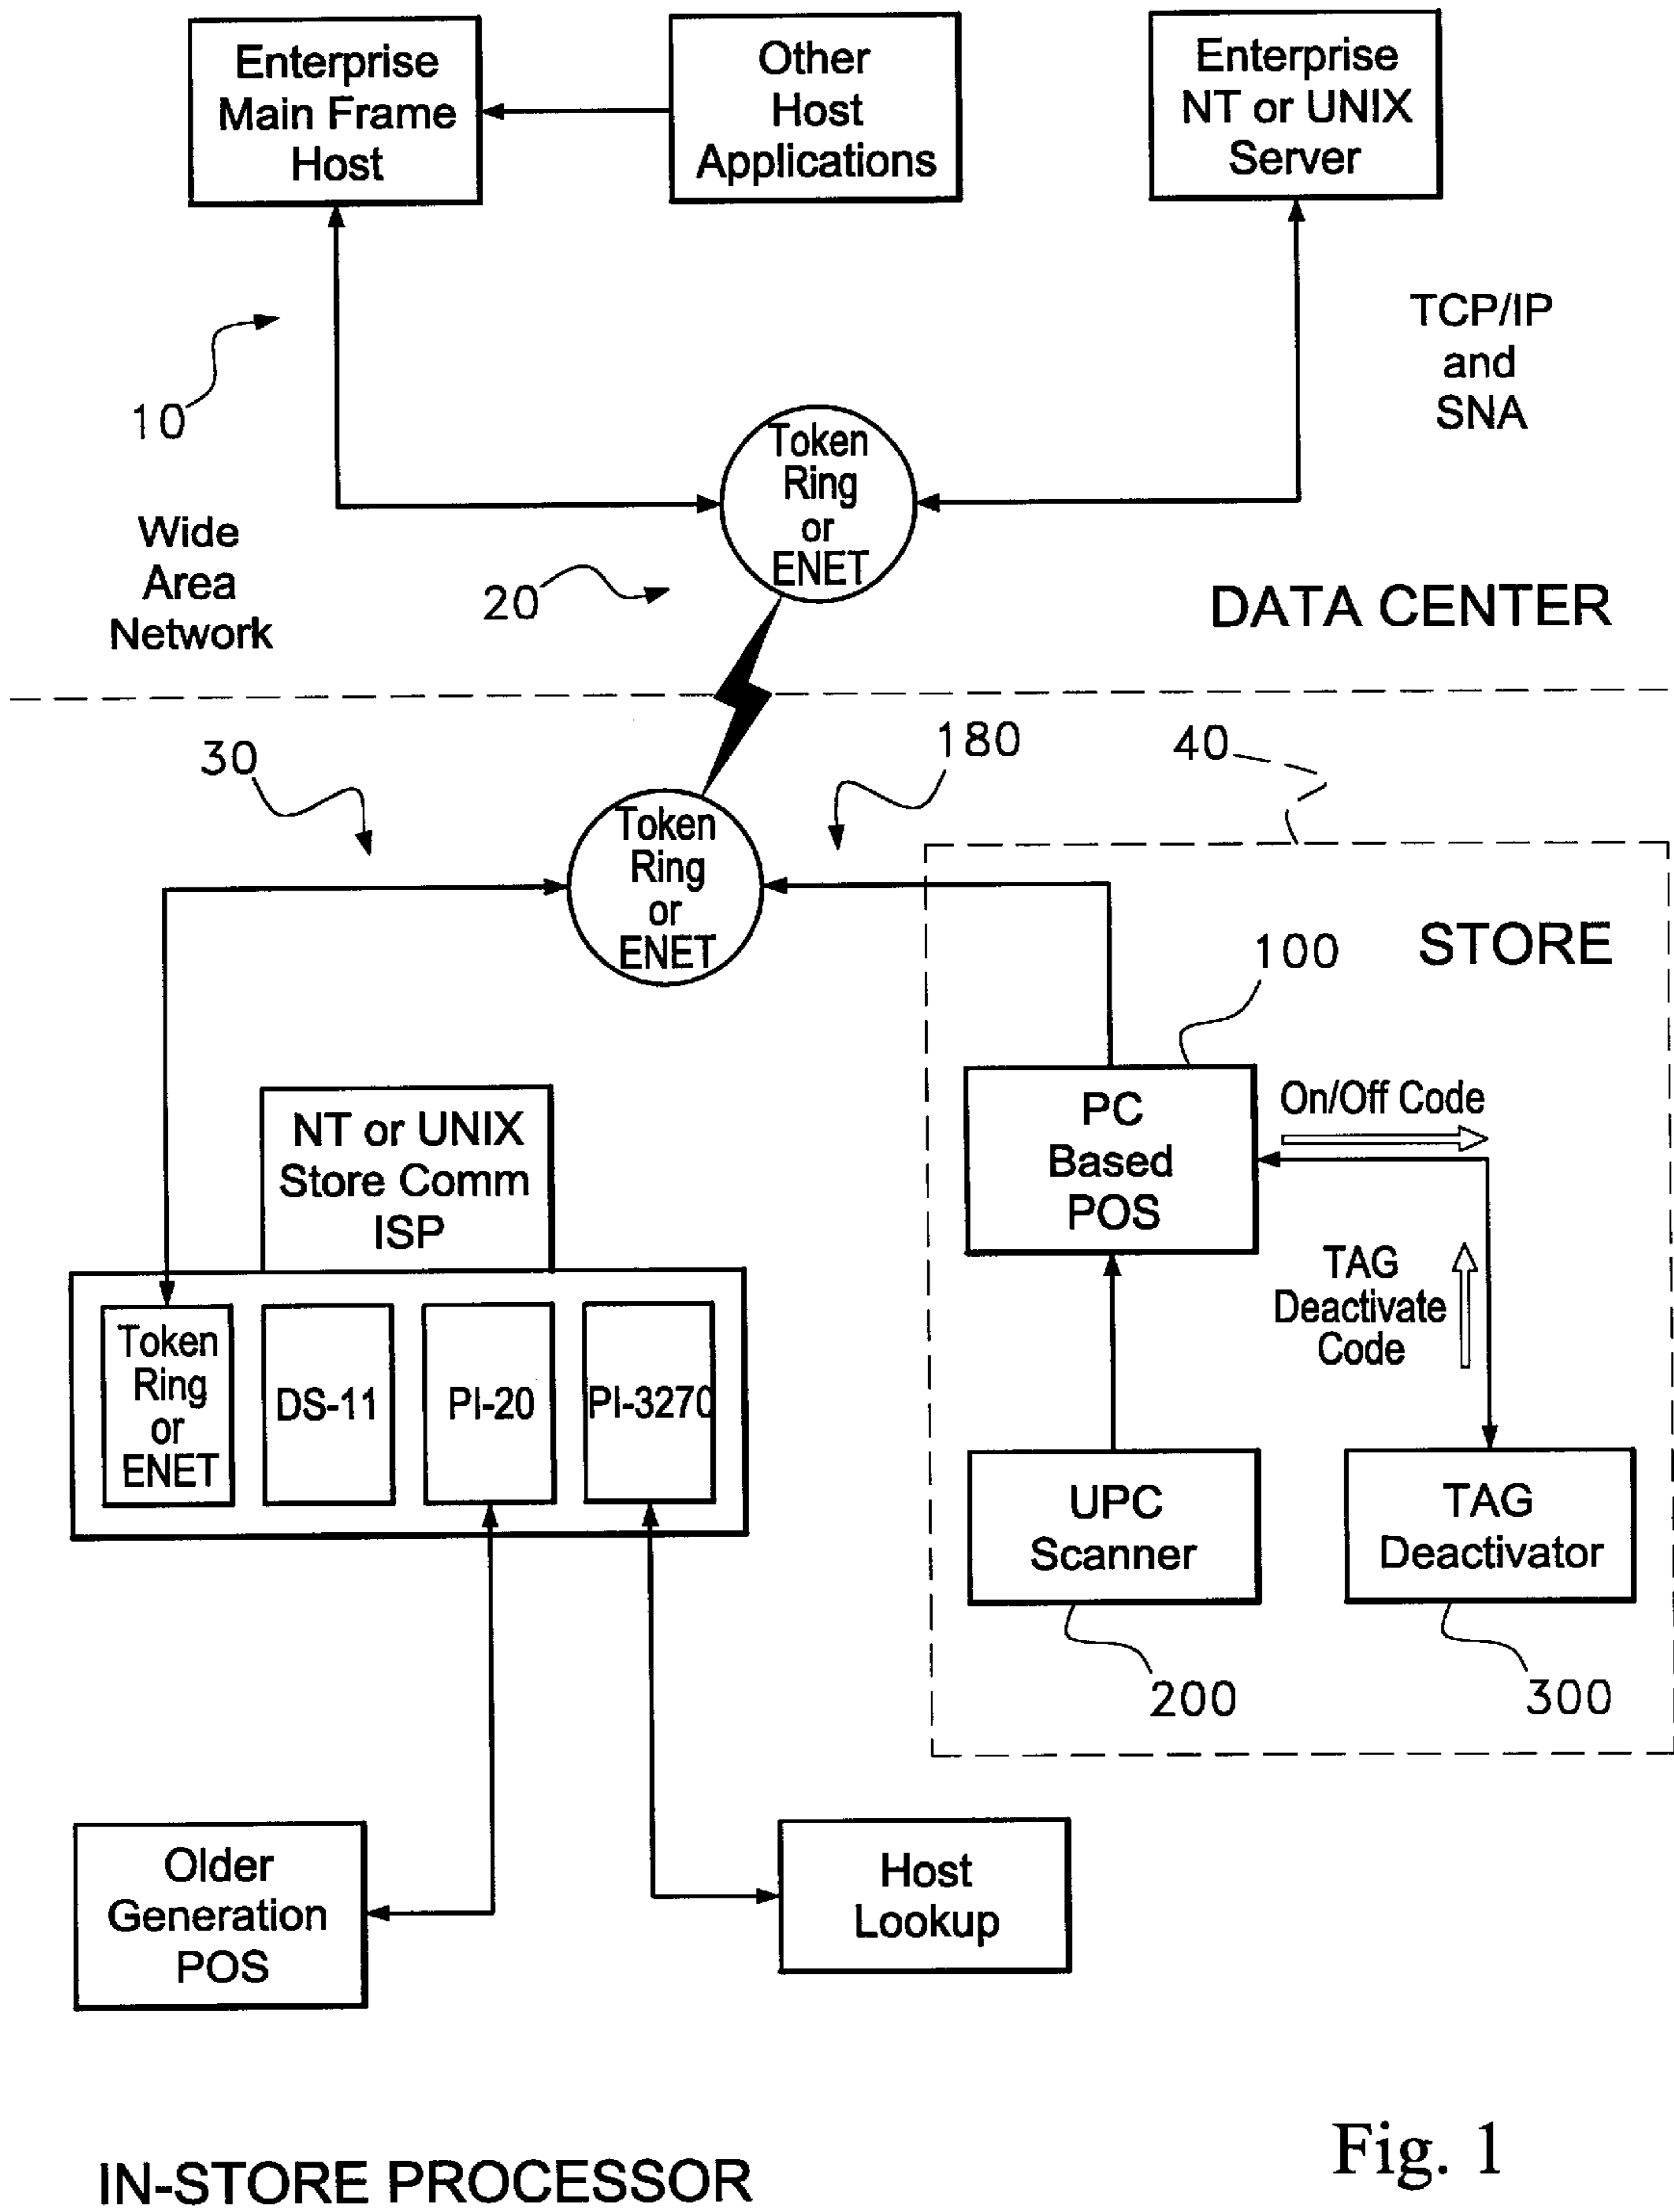 Enterprise
Main Frame
Host
Other
Host
Applications
Enterprise
NT or UNIX
Server
TCP/IP
and
SNA
10
Token
Ring
or
ENET
Wide
Area
Network
20
DATA CENTER
30
180
40
Token
Ring
or
ENET
STORE
100
PC
Based
POS
On/Off Code
TAG
Deactivate
Code
NT or UNIX
Store Comm
ISP
Token
Ring
or
ENET
DS-11
PI-20
PI-3270
UPC
Scanner
TAG
Deactivator
200
300
Older
Generation
POS
Host
Lookup
Fig. 1
IN-STORE PROCESSOR